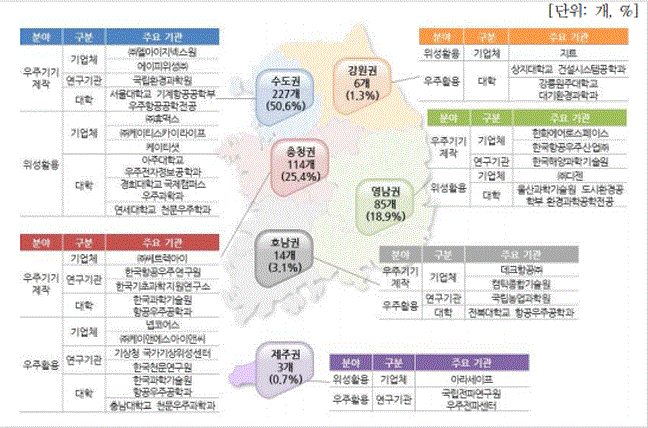 [단위: 개, %]
분야 구분 주요 기관
우주기기 제작
기업체
㈜엘아이지넥스원
에이피위성㈜
연구기관 국립환경과학원
대학
서울대학교 기계항공공학부
우주항공공학전공
위성활용
기업체
㈜휴맥스
㈜케이티스카이라이프
케이티샛
대학
아주대학교
우주전자정보공학과
경희대학교 국제캠퍼스
우주과학과
연세대학교 천문우주학과
수도권
227개
(50,6%)
강원권
6개
(1.3%)
충청권
114개
(25,4%)
영남권
85개
(18,9%)
호남권
14개
(3,1%)
제주권
3개
(0,7%)
분야 구분 주요 기관
위성활용 기업체 지트
우주활용 대학
상지대학교 건설시스템공학과
강릉원주대학교
대기환경과학과
분야 구분 주요 기관
우주기기 제작
기업체
한화에어로스페이스
한국항공우주산업㈜
연구기관 한국해양과학기술원
위성활용
기업체 ㈜디젠
대학
울산과학기술원 도시환경공
학부 환경과학공학전공
분야 구분 주요 기관
우주기기 제작
기업체 ㈜쎄트렉아이
연구기관
한국항공우주연구원
한국기초과학지원연구소
대학
한국과학기술원
항공우주공학과
우주활용
기업체
넵코어스
㈜케이앤에스아이앤씨
연구기관
기상청 국가기상위성센터
한국천문연구원
대학
한국과학기술원
항공우주공학과
충남대학교 천문우주과학과
분야 구분 주요 기관
우주기기 제작
기업체
데크항공㈜
캠틱종합기술원
우주활용
연구기관 국립농업과학원
대학 전북대학교 항공우주공학과
분야 구분 주요 기관
위성활용 기업체 아라세이프
우주활용 연구기관
국립전파연구원
우주전파센터